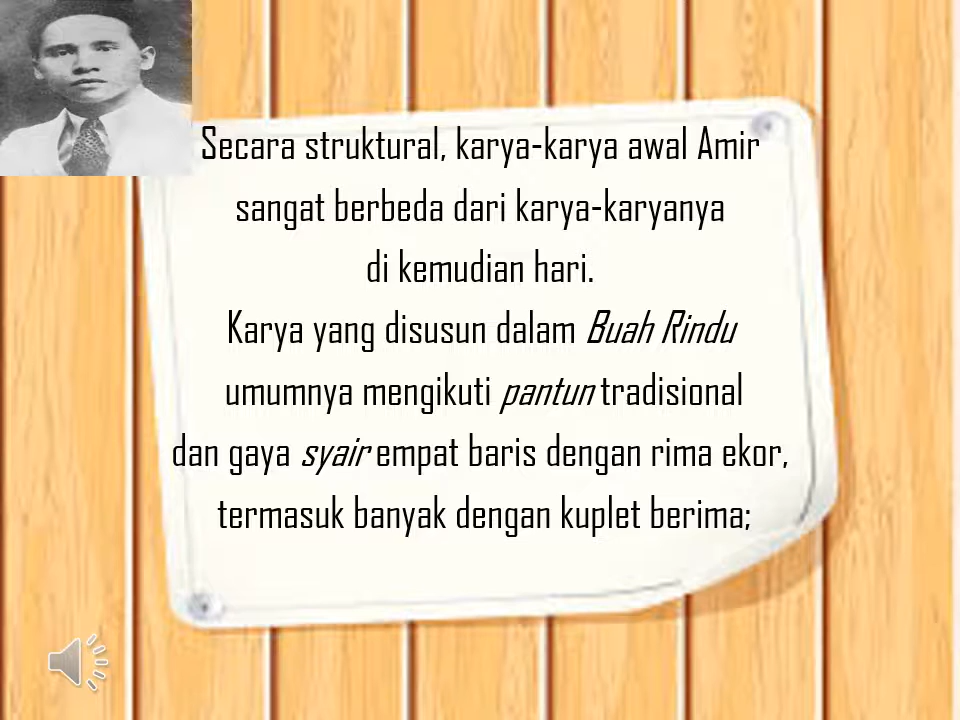 Secara struktural, karya-karya awal Amir
sangat berbeda dari karya-karyanya
di kemudian hari.
Karya yang disusun dalam Buah Rindu
umumnya mengikuti pantun tradisional
dan gaya syair empat baris dengan rima ekor,
termasuk banyak dengan kuplet berima;